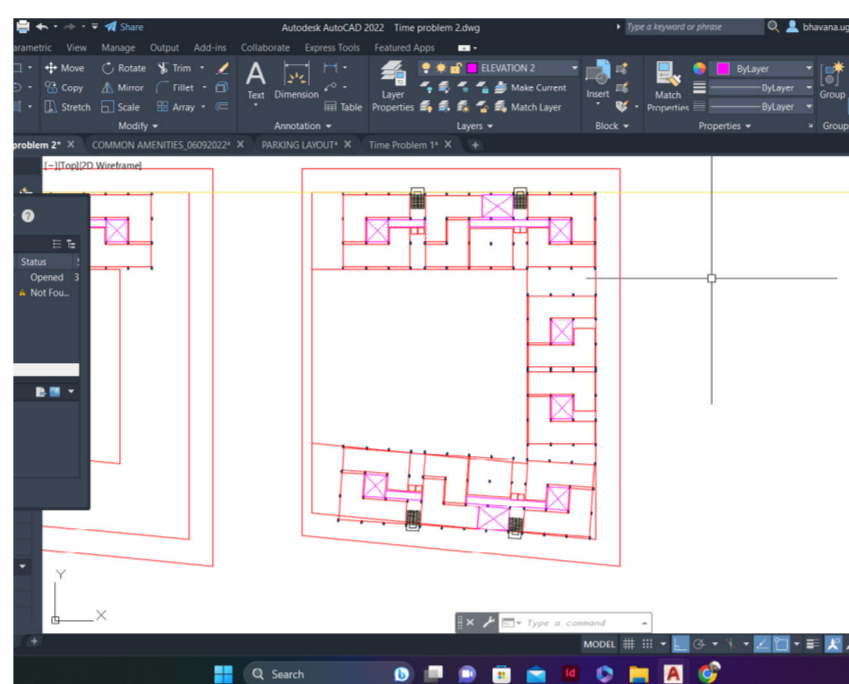 Share Autodesk AutoCAD 2022 Time problem 2.dwg Type a keyword or phrase bhavana.ug
arametric View Manage Output Add-ins Collaborate Express Tools Featured Apps
Move Rotate Trim
Copy Mirror Fillet
Stretch Scale Array
Modify
Text Dimension
Table
Annotation
Layer Properties
ELEVATION 2
Make Current
Match Layer
Layers
Insert
Block
Match Properties
ByLayer
ByLayer
ByLayer
Properties
Group
Group
problem 2* COMMON AMENITIES_06092022* PARKING LAYOUT* Time Problem 1*
[−][Top][2D Wireframe]
Status
Opened 3
Not Fou...
Y
X
Type a command
MODEL
Search